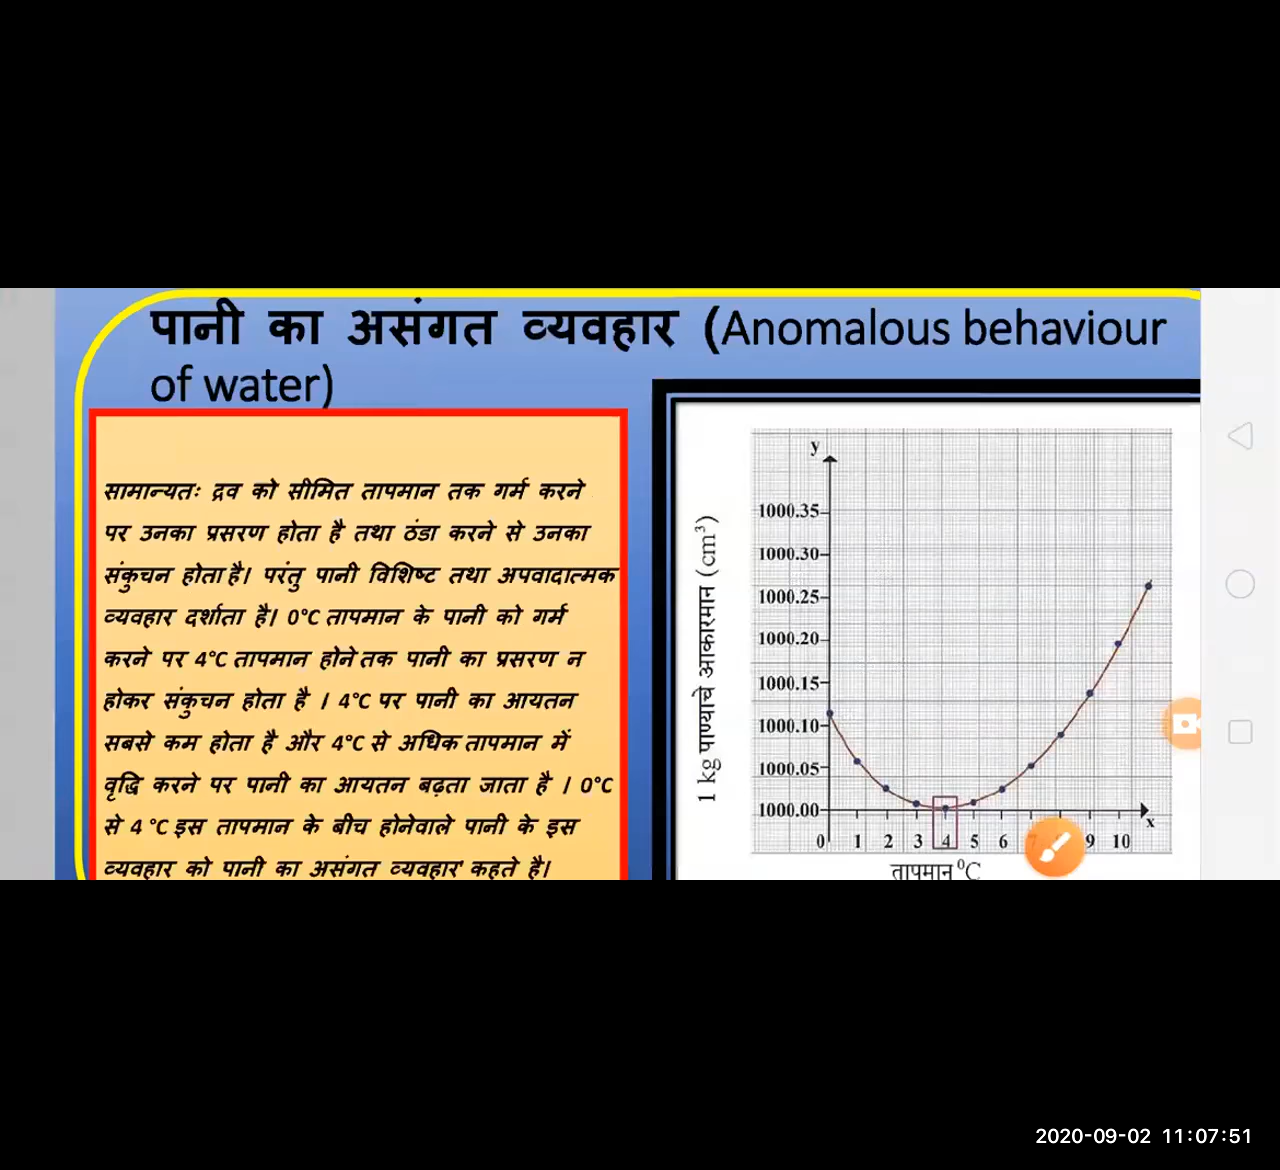 पानी का असंगत व्यवहार (Anomalous behaviour
of water)
सामान्यतः द्रव को सीमित तापमान तक गर्म करने
पर उनका प्रसरण होता है तथा ठंडा करने से उनका
संकुचन होता है। परंतु पानी विशिष्ट तथा अपवादात्मक
व्यवहार दर्शाता है। 0°C तापमान के पानी को गर्म
करने पर 4°C तापमान होने तक पानी का प्रसरण न
होकर संकुचन होता है । 4°C पर पानी का आयतन
सबसे कम होता है और 4°C से अधिक तापमान में
वृद्धि करने पर पानी का आयतन बढ़ता जाता है । 0°C
से 4 °C इस तापमान के बीच होनेवाले पानी के इस
व्यवहार को पानी का असंगत व्यवहार' कहते है।
1 kg पाण्याचे आकारमान (cm³)
y
1000.35
1000.30
1000.25
1000.20
1000.15
1000.10
1000.05
1000.00
x
0 1 2 3 4 5 6 7 9 10
तापमान ⁰C
2020-09-02 11:07:51